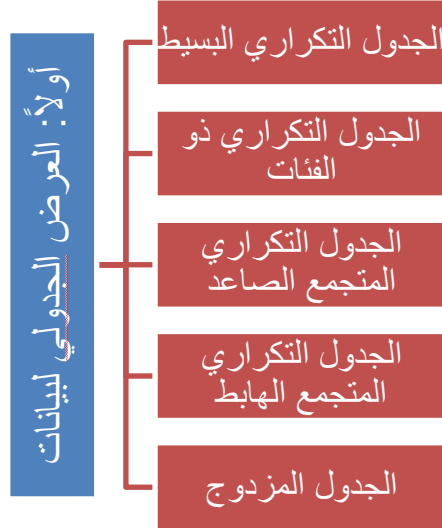 أولاً: العرض الجدولي لبيانات
الجدول التكراري البسيط
الجدول التكراري ذو
الفئات
الجدول التكراري
المتجمع الصاعد
الجدول التكراري
المتجمع الهابط
الجدول المزدوج